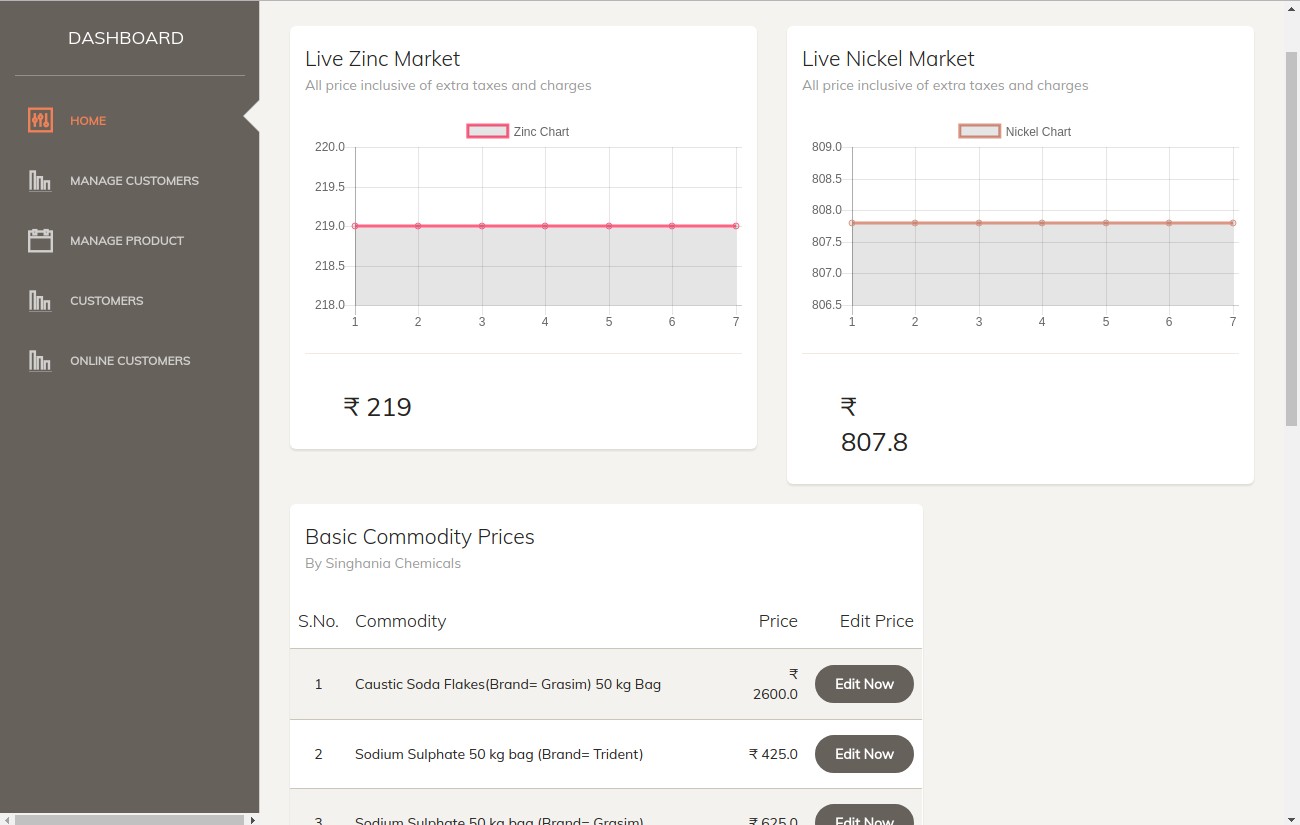 DASHBOARD
HOME
MANAGE CUSTOMERS
MANAGE PRODUCT
CUSTOMERS
ONLINE CUSTOMERS
Live Zinc Market
All price inclusive of extra taxes and charges
Zinc Chart
220.0
219.5
219.0
218.5
218.0
1 2 3 4 5 6 7
₹ 219
Live Nickel Market
All price inclusive of extra taxes and charges
Nickel Chart
809.0
808.5
808.0
807.5
807.0
806.5
1 2 3 4 5 6 7
₹
807.8
Basic Commodity Prices
By Singhania Chemicals
S.No. Commodity Price Edit Price
1 Caustic Soda Flakes(Brand= Grasim) 50 kg Bag ₹ 2600.0 Edit Now
2 Sodium Sulphate 50 kg bag (Brand= Trident) ₹ 425.0 Edit Now
3 Sodium Sulphate 50 kg bag (Brand= Grasim) ₹ 625.0 Edit Now